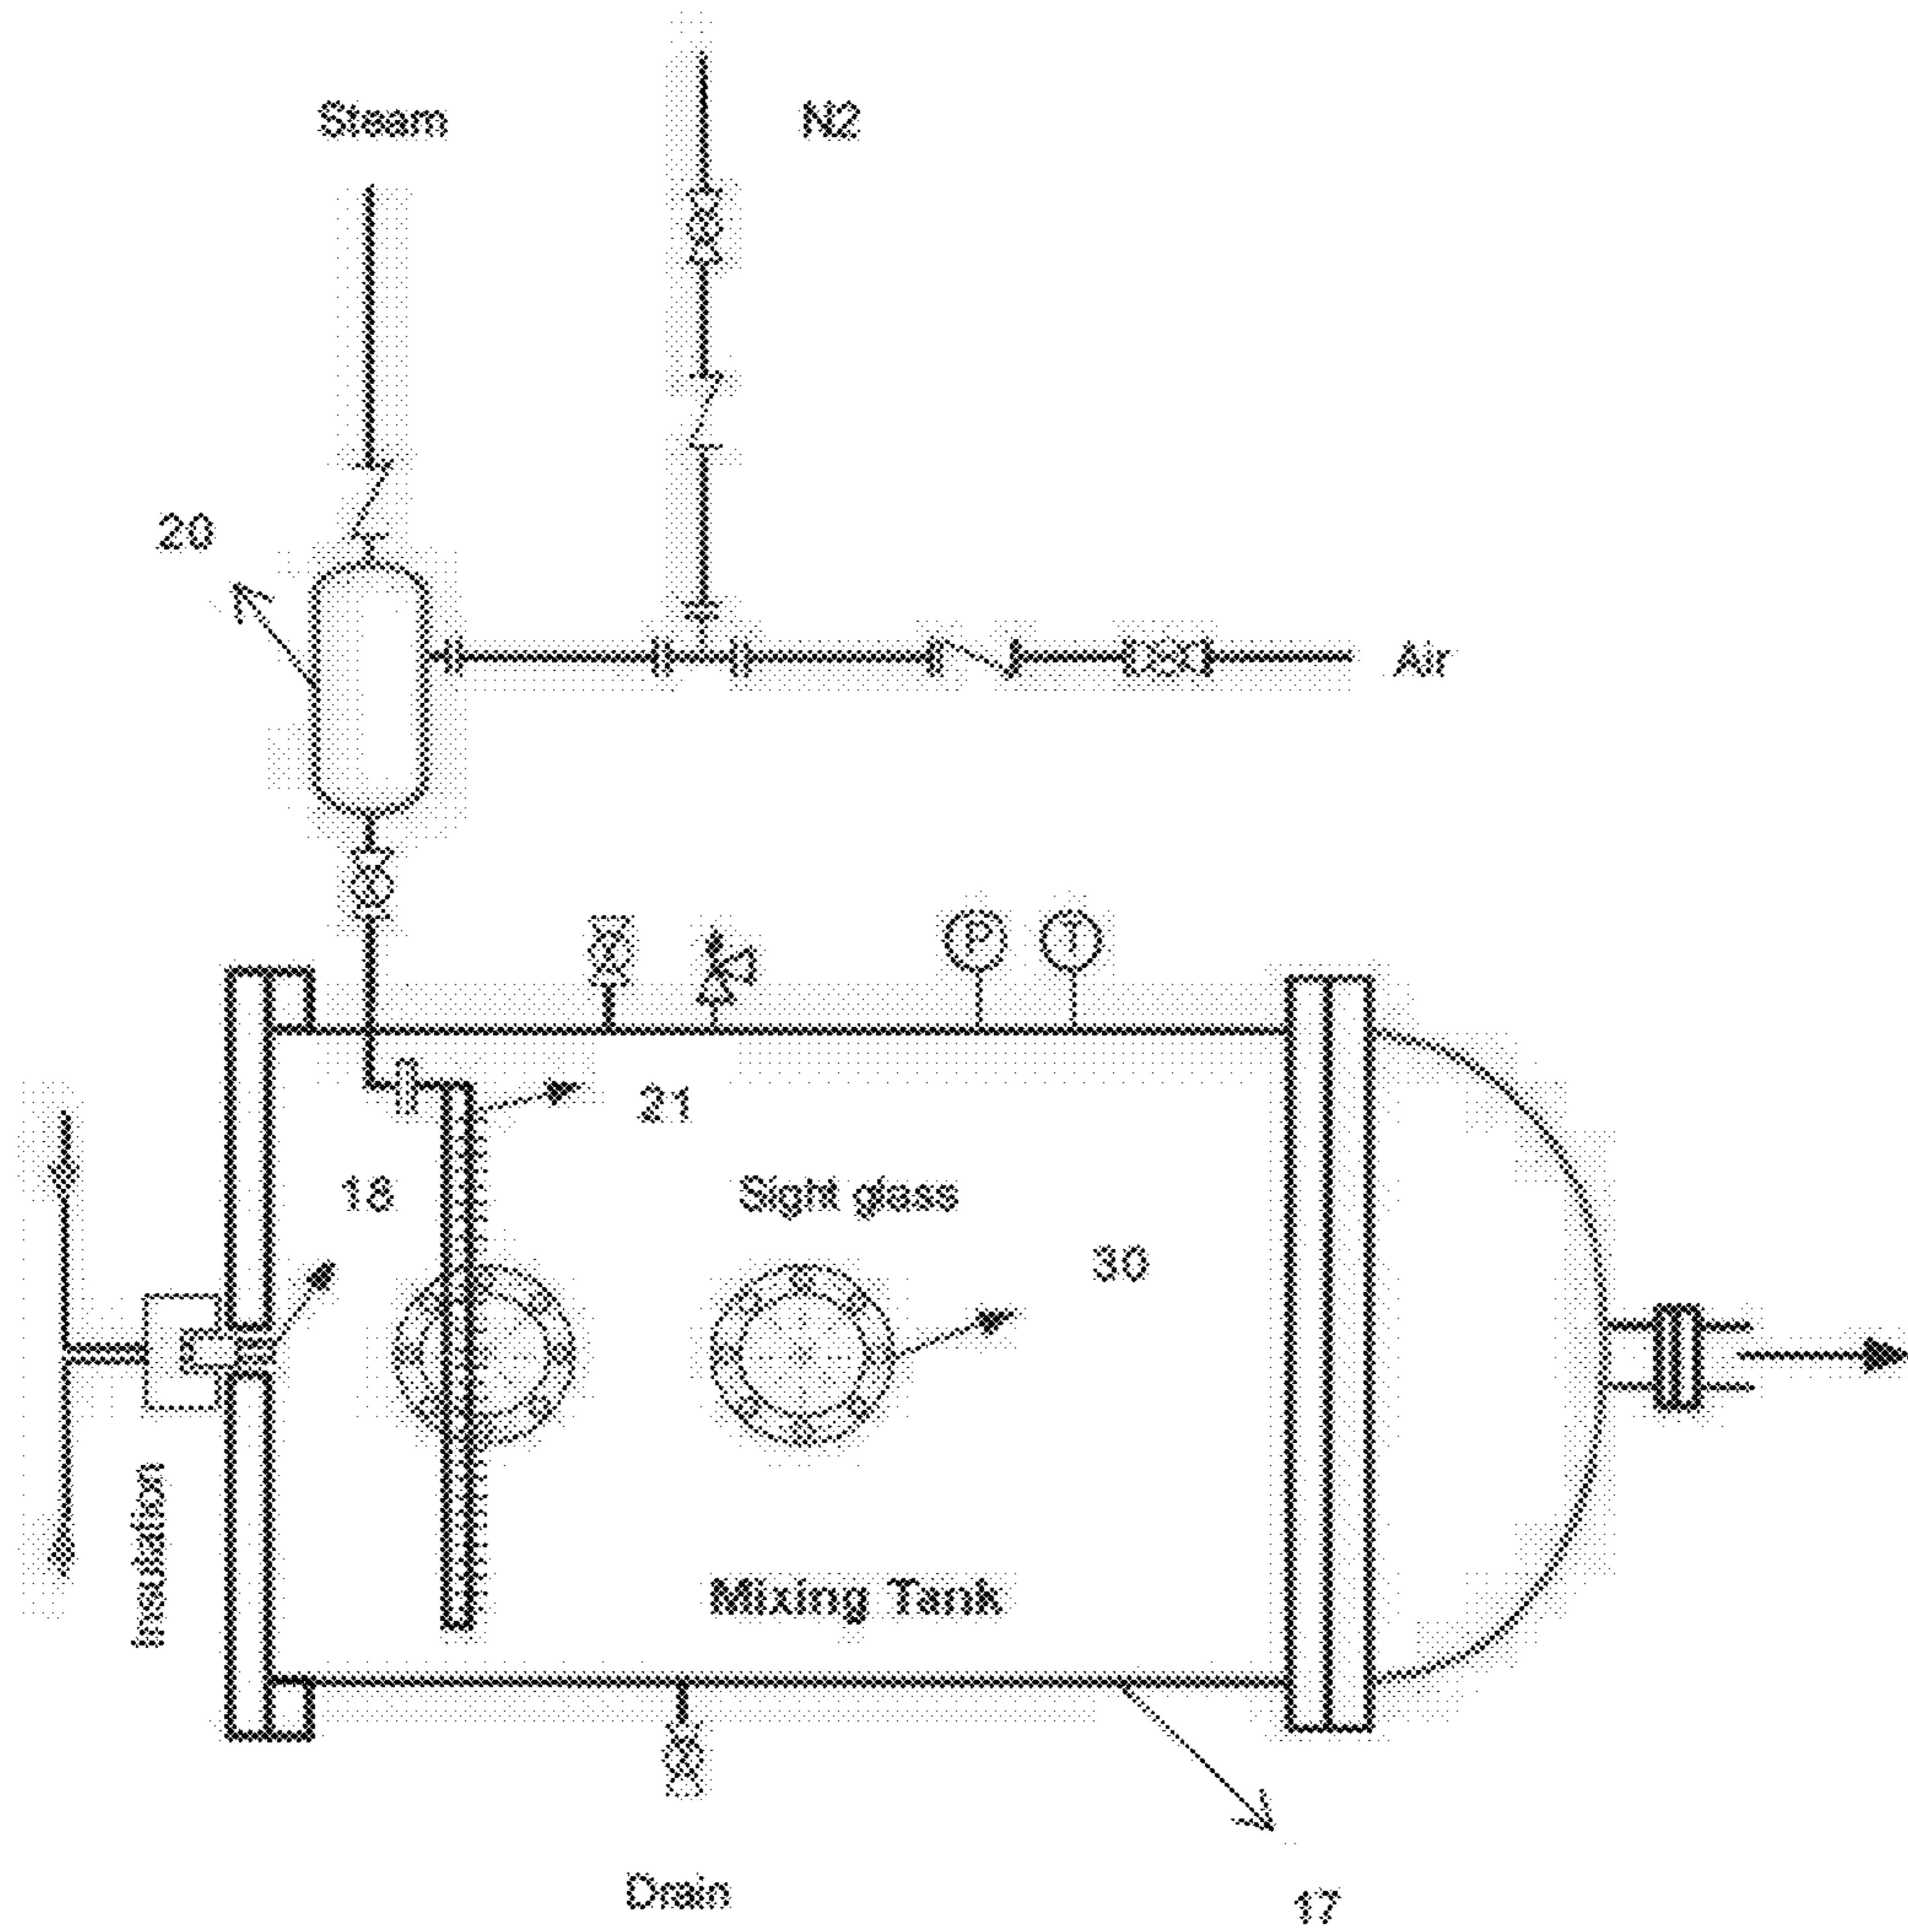 Steam
N2
20
Air
P
T
21
18
Sight glass
30
Insulation
Mixing Tank
Drain
17